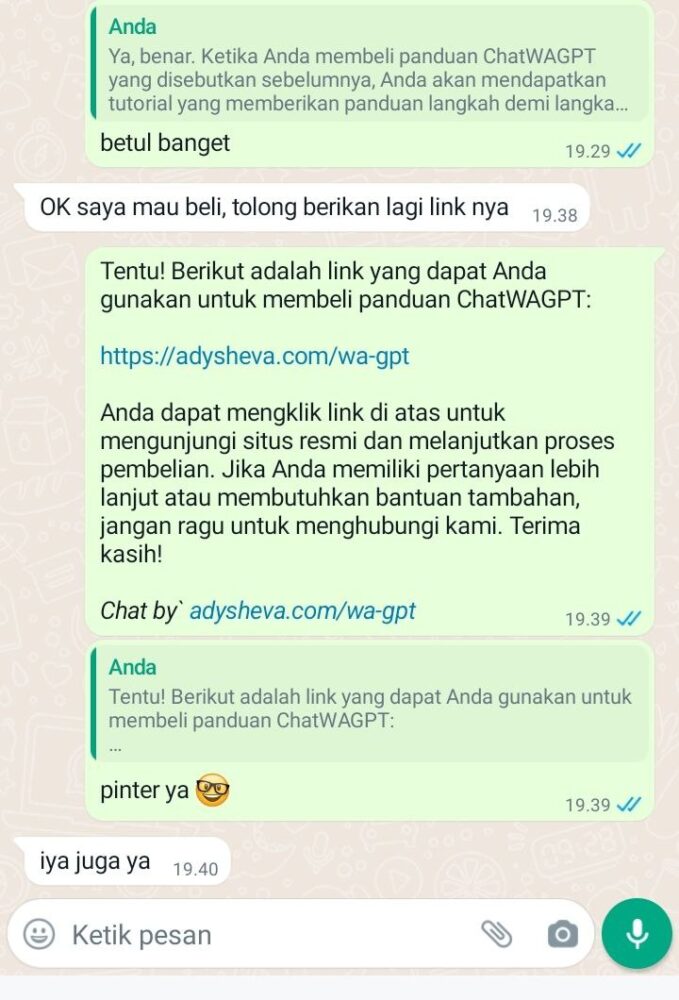 Anda
Ya, benar. Ketika Anda membeli panduan ChatWAGPT
yang disebutkan sebelumnya, Anda akan mendapatkan
tutorial yang memberikan panduan langkah demi langka...
betul banget
19.29
OK saya mau beli, tolong berikan lagi link nya
19.38
Tentu! Berikut adalah link yang dapat Anda
gunakan untuk membeli panduan ChatWAGPT:
https://adysheva.com/wa-gpt
Anda dapat mengklik link di atas untuk
mengunjungi situs resmi dan melanjutkan proses
pembelian. Jika Anda memiliki pertanyaan lebih
lanjut atau membutuhkan bantuan tambahan,
jangan ragu untuk menghubungi kami. Terima
kasih!
Chat by` adysheva.com/wa-gpt
19.39
Anda
Tentu! Berikut adalah link yang dapat Anda gunakan untuk
membeli panduan ChatWAGPT:
...
pinter ya 🤓
19.39
iya juga ya
19.40
Ketik pesan